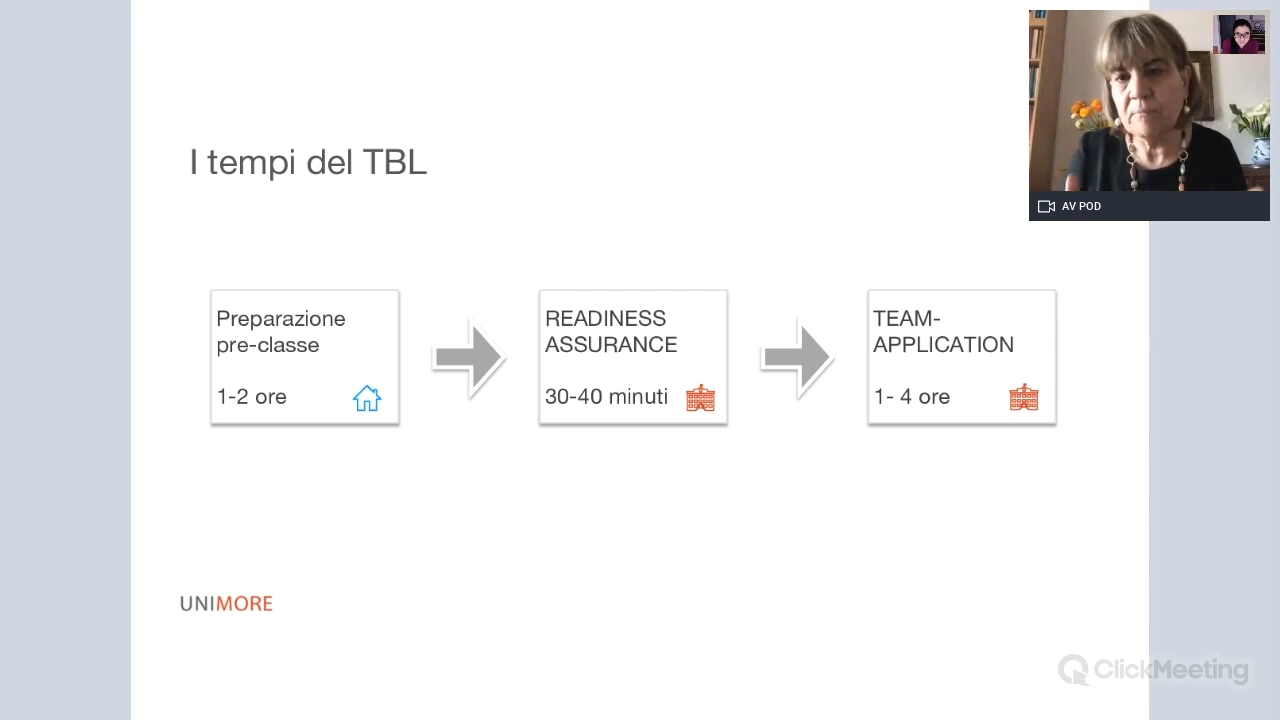 AV POD
I tempi del TBL
Preparazione
pre-classe
1-2 ore
READINESS
ASSURANCE
30-40 minuti
TEAM-
APPLICATION
1- 4 ore
UNIMORE
ClickMeeting